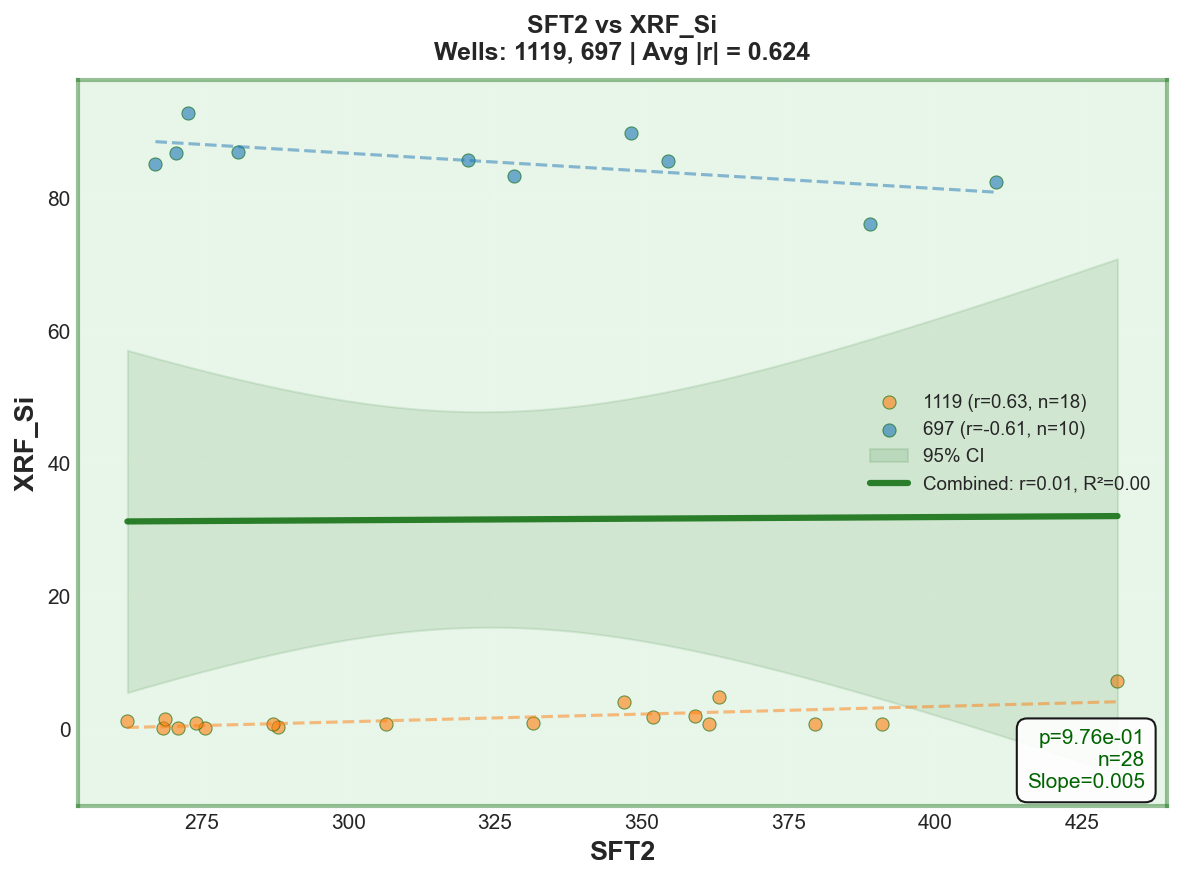 SFT2 vs XRF_Si
Wells: 1119, 697 | Avg |r| = 0.624
XRF_Si
80
60
40
20
0
1119 (r=0.63, n=18)
697 (r=-0.61, n=10)
95% CI
Combined: r=0.01, R²=0.00
p=9.76e-01
n=28
Slope=0.005
275
300
325
350
375
400
425
SFT2